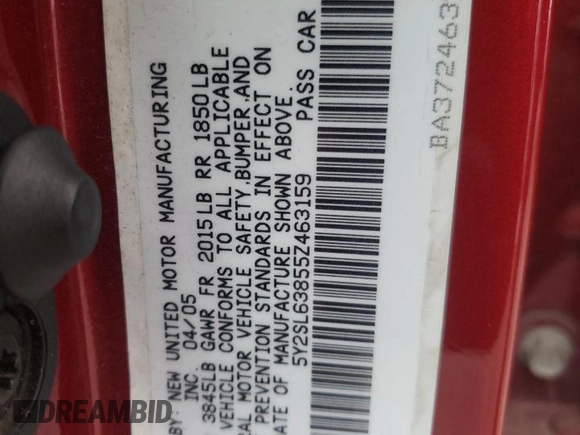 BY: NEW UNITED MOTOR MANUFACTURING
INC. 04/05
3845LB GAWR FR 2015LB RR 1850LB
VEHICLE CONFORMS TO ALL APPLICABLE
RAL MOTOR VEHICLE SAFETY,BUMPER,AND
PREVENTION STANDARDS IN EFFECT ON
ATE OF MANUFACTURE SHOWN ABOVE.
5Y2SL63855Z463159 PASS CAR
BA372463
DREAMBID